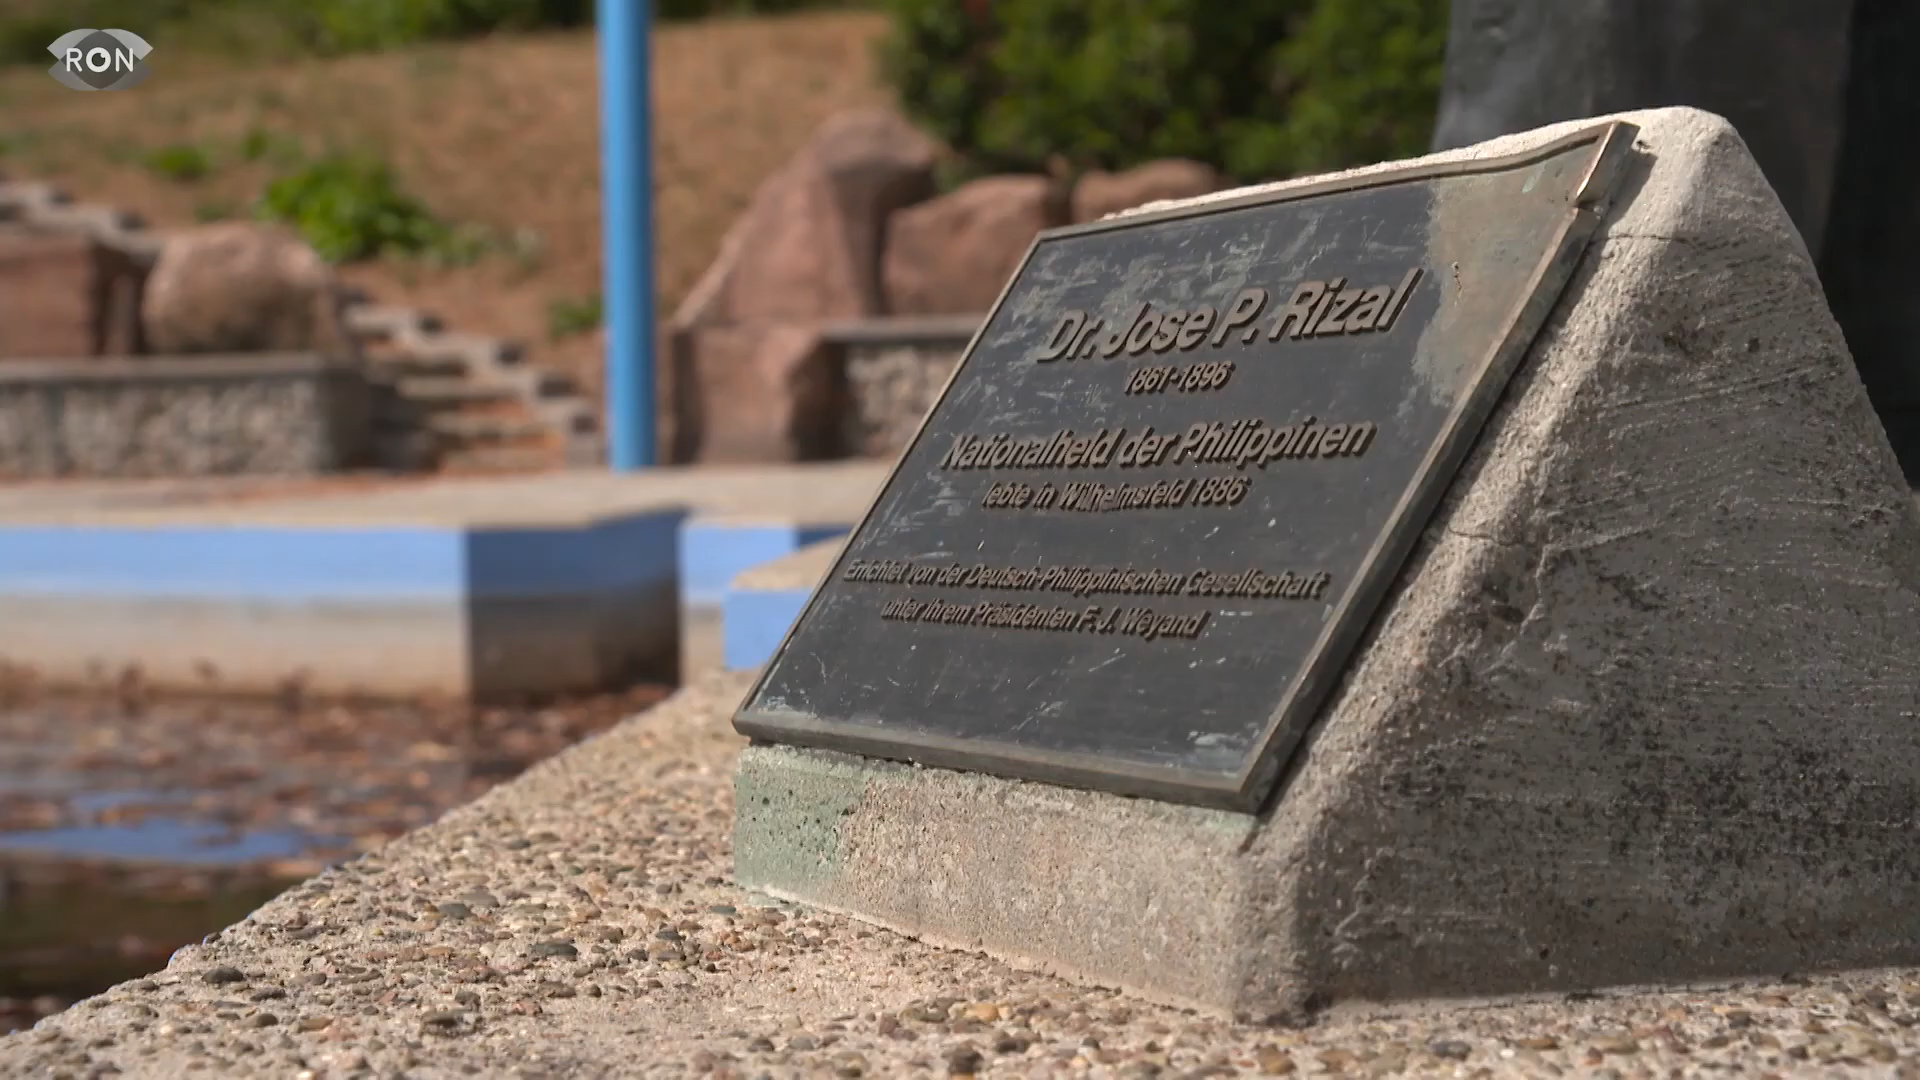 RON
Dr. Jose P. Rizal
1861-1896
Nationalheld der Philippinen
lebte in Wilhelmsfeld 1886
Errichtet von der Deutsch-Philippinischen Gesellschaft
unter ihrem Präsidenten F. J. Weyand